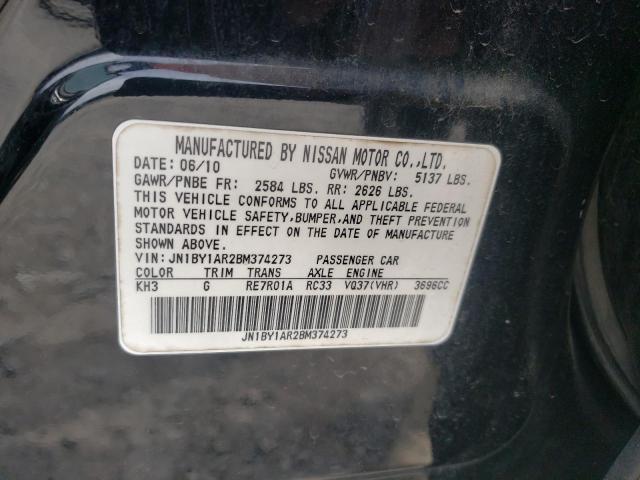 MANUFACTURED BY NISSAN MOTOR CO.,LTD.
DATE: 06/10 GVWR/PNBV: 5137 LBS.
GAWR/PNBE FR: 2584 LBS. RR: 2626 LBS.
THIS VEHICLE CONFORMS TO ALL APPLICABLE FEDERAL
MOTOR VEHICLE SAFETY,BUMPER,AND THEFT PREVENTION
STANDARDS IN EFFECT ON THE DATE OF MANUFACTURE
SHOWN ABOVE.
VIN: JN1BY1AR2BM374273 PASSENGER CAR
COLOR TRIM TRANS AXLE ENGINE
KH3 G RE7R01A RC33 VQ37(VHR) 3696CC
JN1BY1AR2BM374273